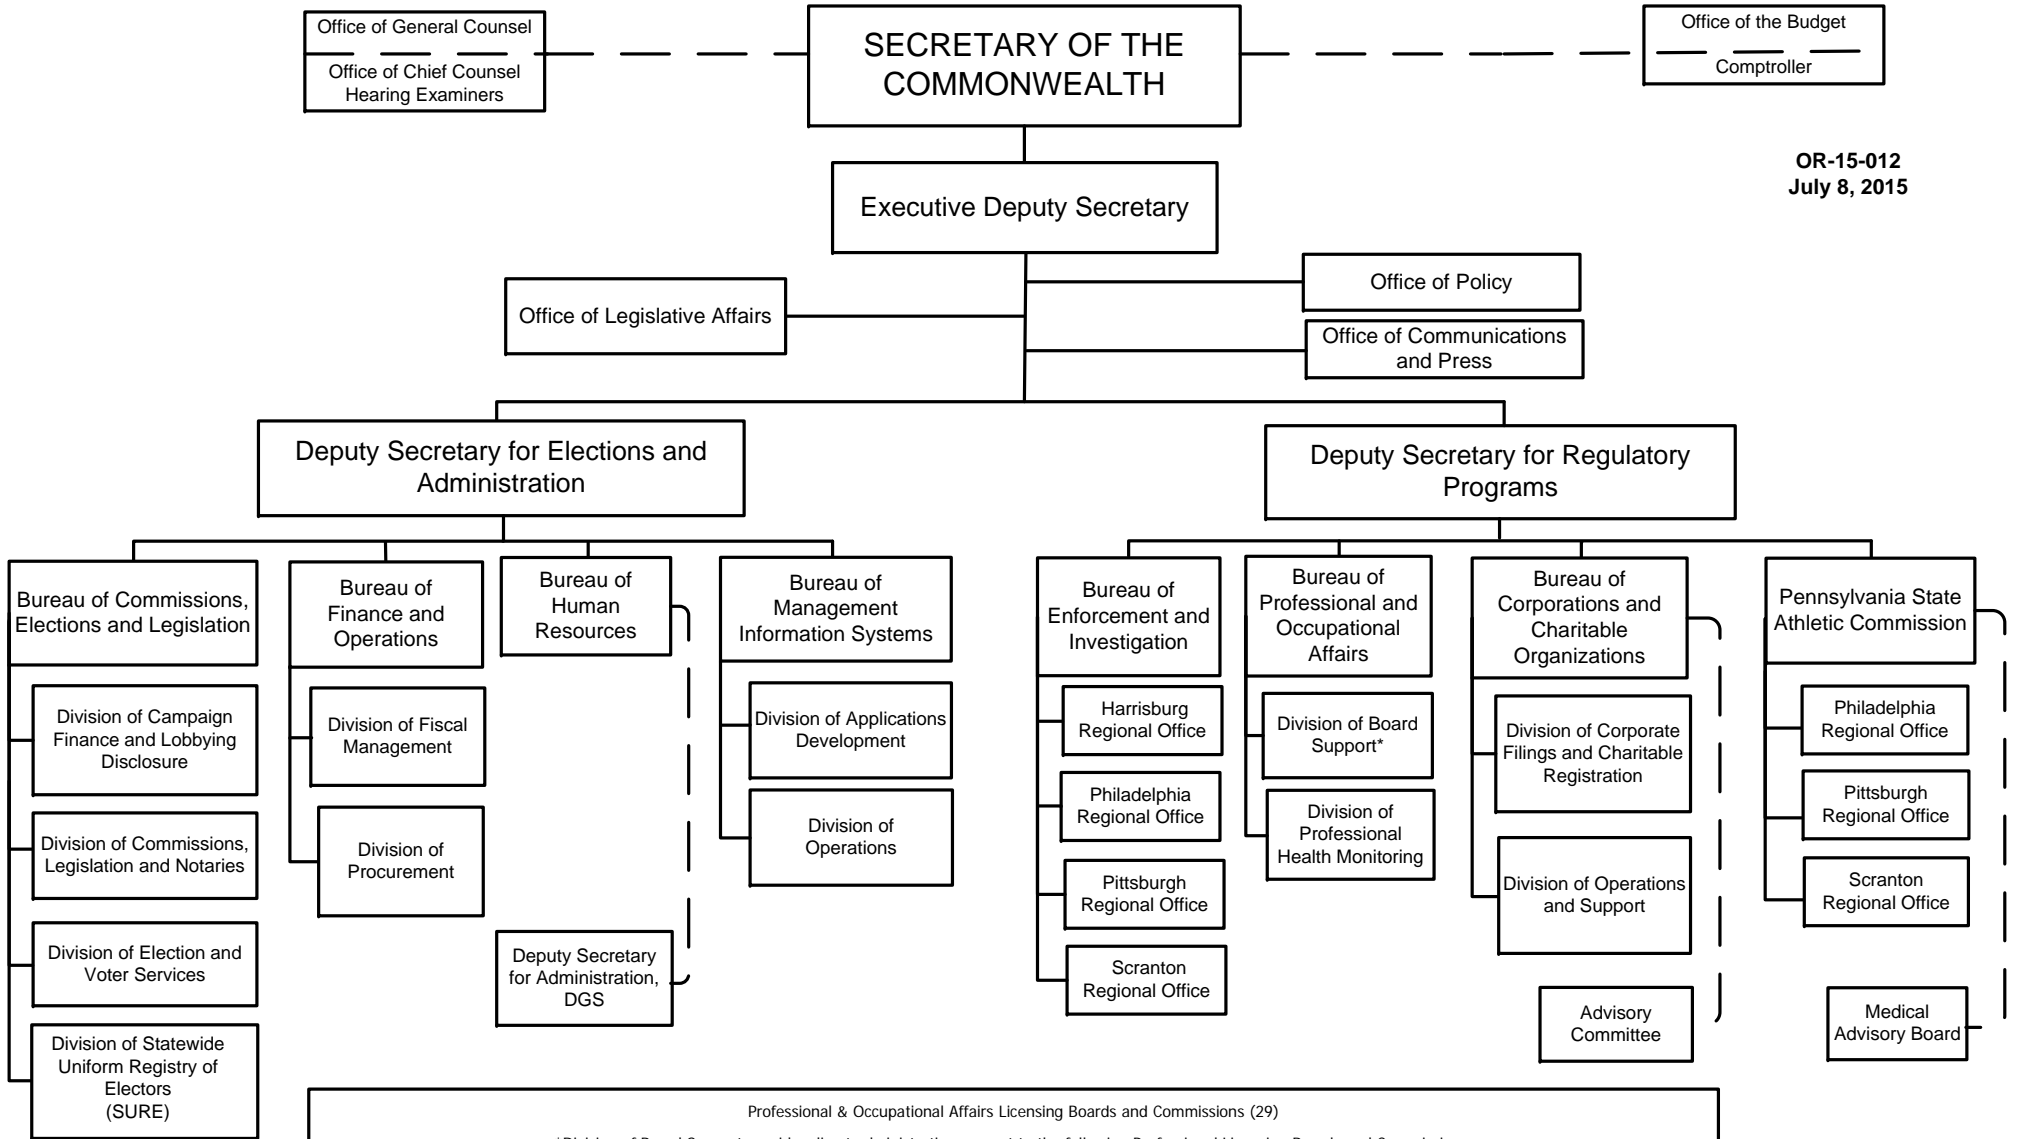 Office of General Counsel
Office of Chief Counsel
Hearing Examiners
SECRETARY OF THE
COMMONWEALTH
Office of the Budget
Comptroller
OR-15-012
July 8, 2015
Executive Deputy Secretary
Office of Legislative Affairs
Office of Policy
Office of Communications
and Press
Deputy Secretary for Elections and
Administration
Deputy Secretary for Regulatory
Programs
Bureau of Commissions,
Elections and Legislation
Division of Campaign
Finance and Lobbying
Disclosure
Division of Commissions,
Legislation and Notaries
Division of Election and
Voter Services
Division of Statewide
Uniform Registry of
Electors
(SURE)
Bureau of
Finance and
Operations
Division of Fiscal
Management
Division of
Procurement
Bureau of
Human
Resources
Deputy Secretary
for Administration,
DGS
Bureau of
Management
Information Systems
Division of Applications
Development
Division of
Operations
Bureau of
Enforcement and
Investigation
Harrisburg
Regional Office
Philadelphia
Regional Office
Pittsburgh
Regional Office
Scranton
Regional Office
Bureau of
Professional and
Occupational
Affairs
Division of Board
Support*
Division of
Professional
Health Monitoring
Bureau of
Corporations and
Charitable
Organizations
Division of Corporate
Filings and Charitable
Registration
Division of Operations
and Support
Advisory
Committee
Pennsylvania State
Athletic Commission
Philadelphia
Regional Office
Pittsburgh
Regional Office
Scranton
Regional Office
Medical
Advisory Board
Professional & Occupational Affairs Licensing Boards and Commissions (29)